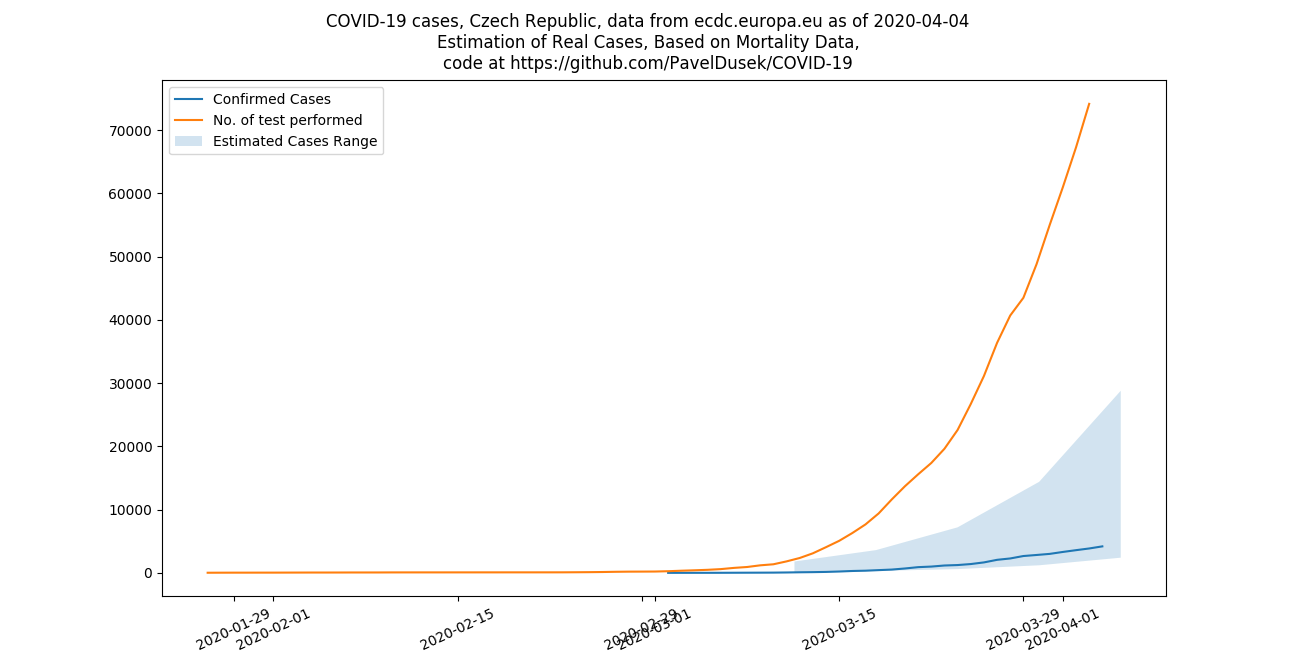 COVID-19 cases, Czech Republic, data from ecdc.europa.eu as of 2020-04-04
Estimation of Real Cases, Based on Mortality Data,
code at https://github.com/PavelDusek/COVID-19
Confirmed Cases
No. of test performed
Estimated Cases Range
70000
60000
50000
40000
30000
20000
10000
0
2020-01-29
2020-02-01
2020-02-15
2020-02-29
2020-03-01
2020-03-15
2020-03-29
2020-04-01